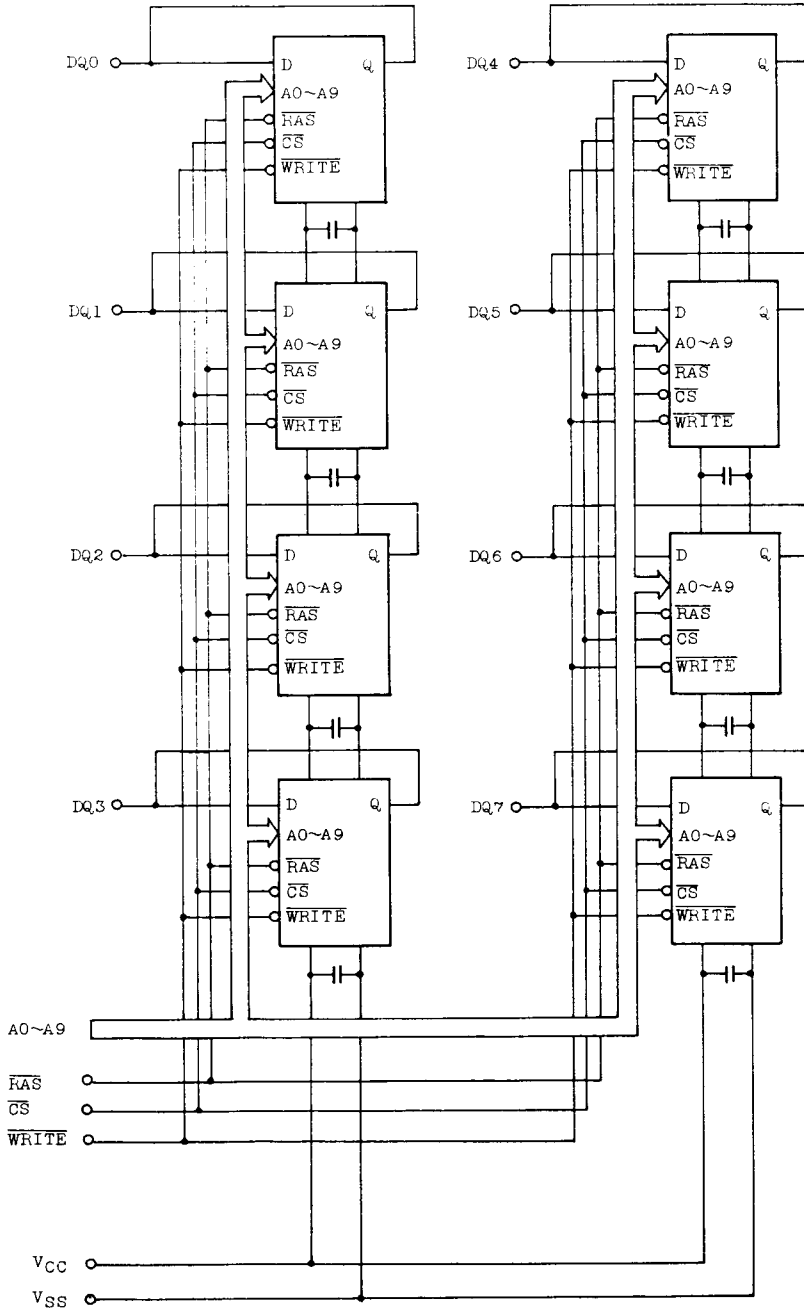 DQ0
D Q
A0~A9
RAS
CS
WRITE
DQ4
D Q
A0~A9
RAS
CS
WRITE
DQ1
D Q
A0~A9
RAS
CS
WRITE
DQ5
D Q
A0~A9
RAS
CS
WRITE
DQ2
D Q
A0~A9
RAS
CS
WRITE
DQ6
D Q
A0~A9
RAS
CS
WRITE
DQ3
D Q
A0~A9
RAS
CS
WRITE
DQ7
D Q
A0~A9
RAS
CS
WRITE
A0~A9
RAS
CS
WRITE
VCC
VSS